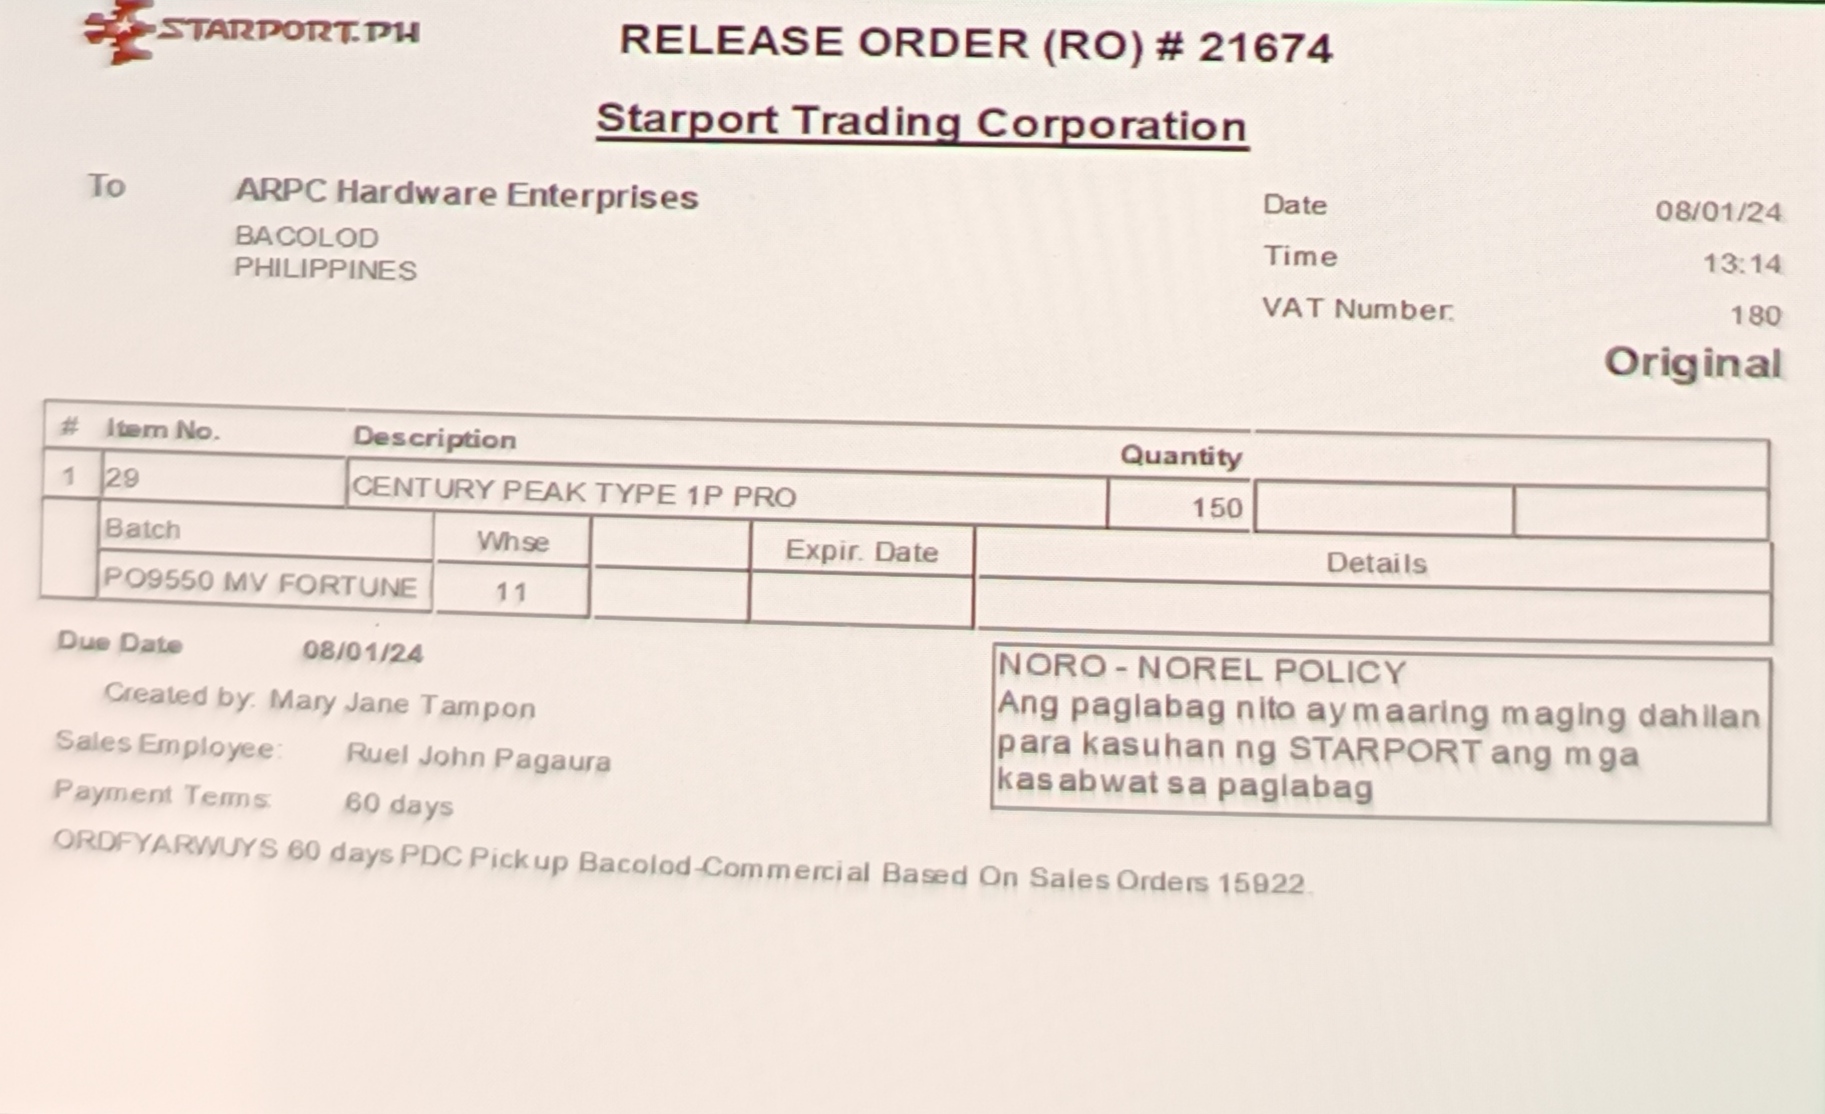 STARPORT.PH
RELEASE ORDER (RO) # 21674
Starport Trading Corporation
To ARPC Hardware Enterprises
BACOLOD
PHILIPPINES
Date 08/01/24
Time 13:14
VAT Number: 180
Original
# Item No. Description Quantity
1 29 CENTURY PEAK TYPE 1P PRO 150
Batch Whse Expir. Date Details
PO9550 MV FORTUNE 11
Due Date 08/01/24
Created by: Mary Jane Tampon
Sales Employee: Ruel John Pagaura
Payment Terms: 60 days
NORO - NOREL POLICY
Ang paglabag nito ay maaring maging dahilan
para kasuhan ng STARPORT ang mga
kasabwat sa paglabag
ORDFYARWUYS 60 days PDC Pickup Bacolod-Commercial Based On Sales Orders 15922.